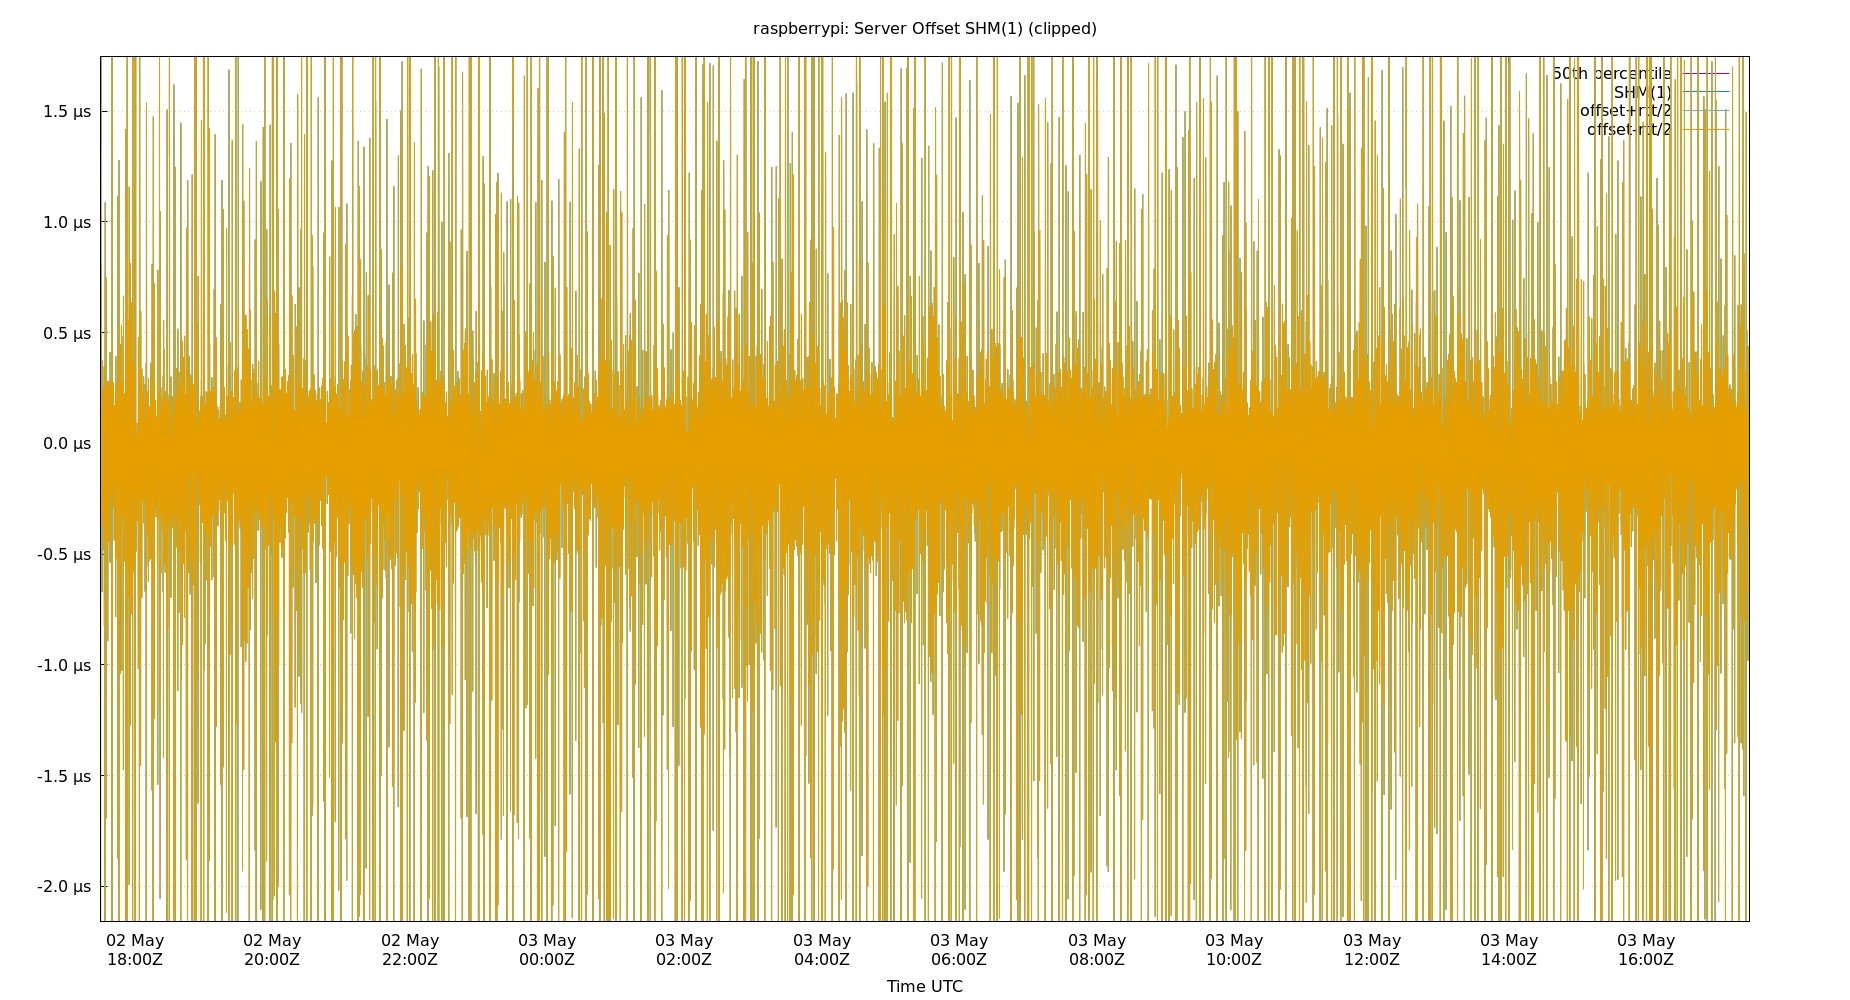 raspberrypi: Server Offset SHM(1) (clipped)
50th percentile
SHM(1)
offset+rtt/2
offset-rtt/2
1.5 µs
1.0 µs
0.5 µs
0.0 µs
-0.5 µs
-1.0 µs
-1.5 µs
-2.0 µs
02 May 02 May 02 May 03 May 03 May 03 May 03 May 03 May 03 May 03 May 03 May 03 May
18:00Z 20:00Z 22:00Z 00:00Z 02:00Z 04:00Z 06:00Z 08:00Z 10:00Z 12:00Z 14:00Z 16:00Z
Time UTC